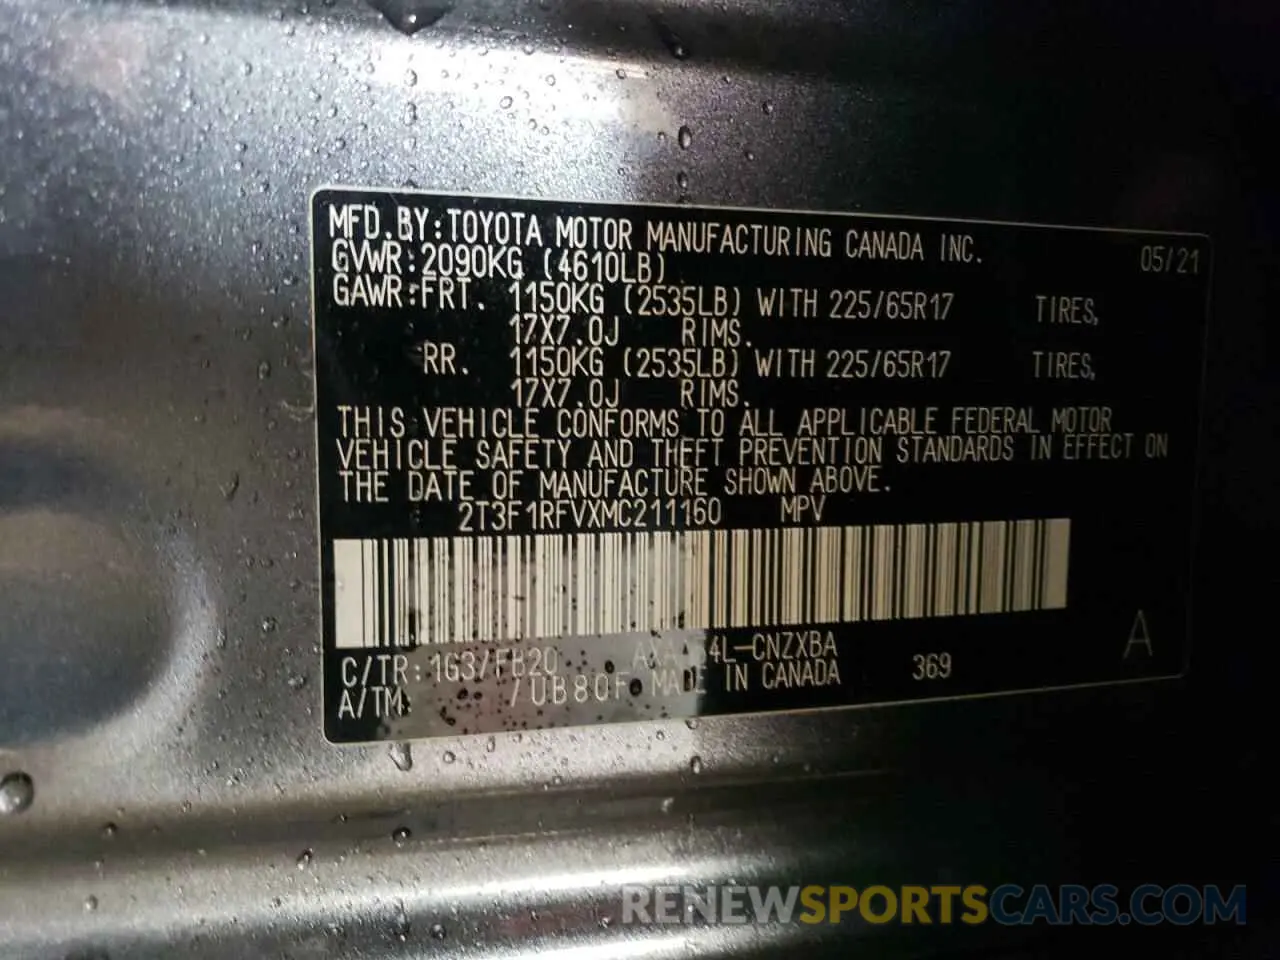 MFD.BY:TOYOTA MOTOR MANUFACTURING CANADA INC. 05/21
GVWR:2090KG (4610LB)
GAWR:FRT. 1150KG (2535LB) WITH 225/65R17 TIRES,
17X7.0J RIMS.
RR. 1150KG (2535LB) WITH 225/65R17 TIRES,
17X7.0J RIMS.
THIS VEHICLE CONFORMS TO ALL APPLICABLE FEDERAL MOTOR
VEHICLE SAFETY AND THEFT PREVENTION STANDARDS IN EFFECT ON
THE DATE OF MANUFACTURE SHOWN ABOVE.
2T3F1RFVXMC211160 MPV
C/TR:1G3/FB20 369
A/TM: /UB80F MADE IN CANADA
A
RENEWSPORTSCARS.COM